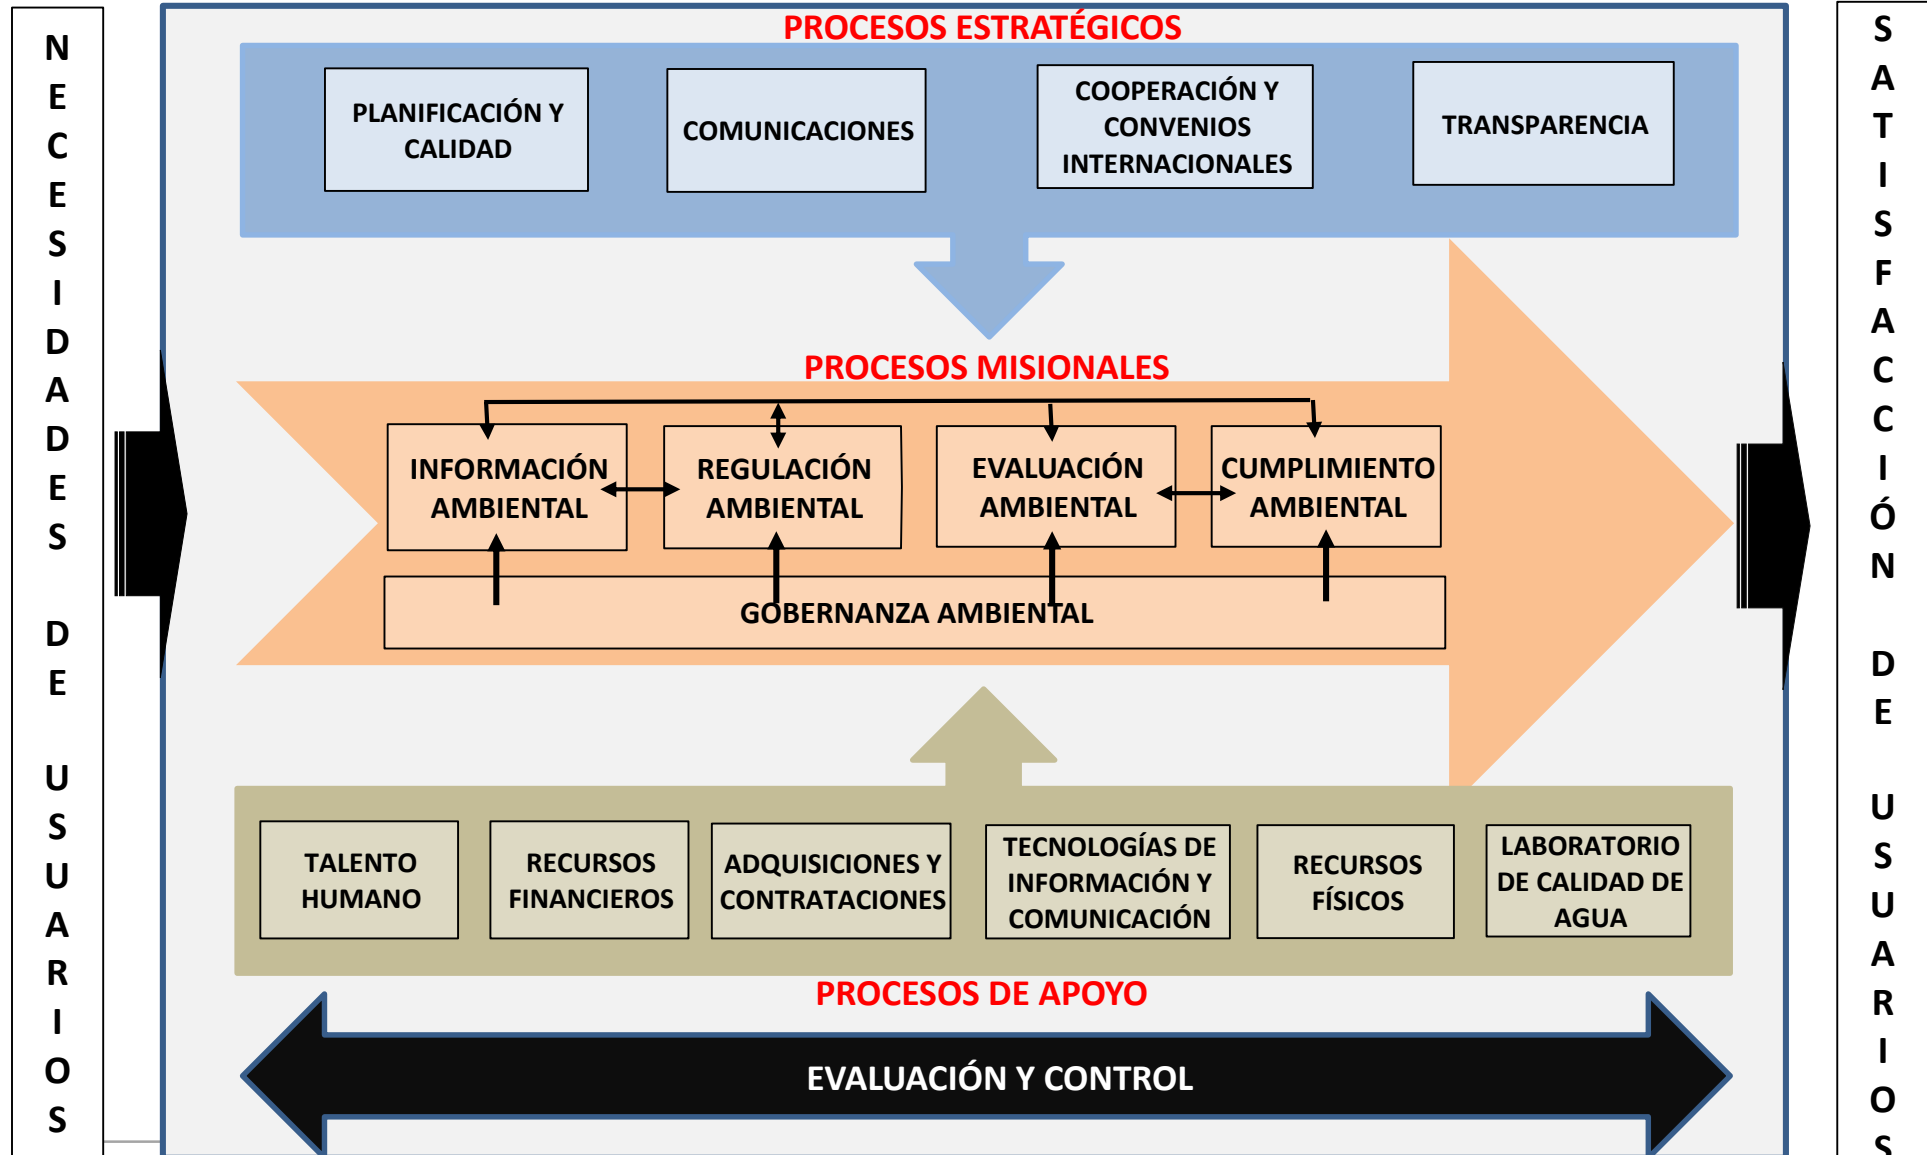 NECESIDADES DE USUARIOS
PROCESOS ESTRATÉGICOS
PLANIFICACIÓN Y
CALIDAD
COMUNICACIONES
COOPERACIÓN Y
CONVENIOS
INTERNACIONALES
TRANSPARENCIA
PROCESOS MISIONALES
INFORMACIÓN
AMBIENTAL
REGULACIÓN
AMBIENTAL
EVALUACIÓN
AMBIENTAL
CUMPLIMIENTO
AMBIENTAL
GOBERNANZA AMBIENTAL
TALENTO
HUMANO
RECURSOS
FINANCIEROS
ADQUISICIONES Y
CONTRATACIONES
TECNOLOGÍAS DE
INFORMACIÓN Y
COMUNICACIÓN
RECURSOS
FÍSICOS
LABORATORIO
DE CALIDAD DE
AGUA
PROCESOS DE APOYO
EVALUACIÓN Y CONTROL
SATISFACCIÓN DE USUARIOS